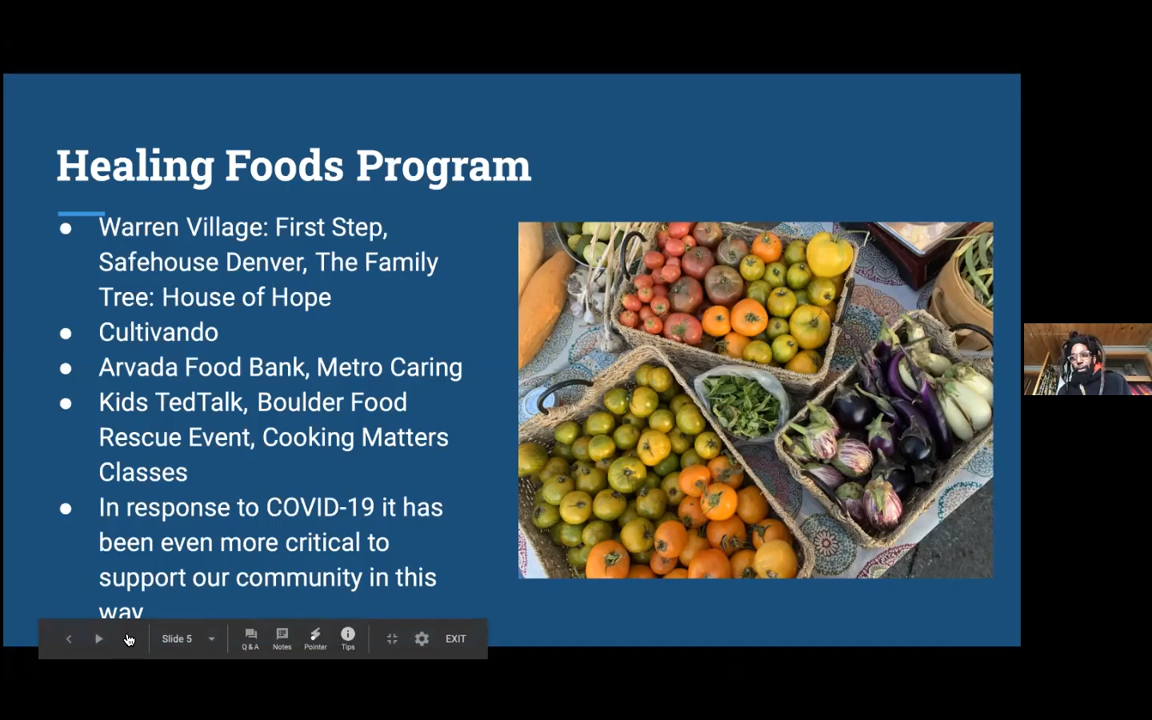 Healing Foods Program
● Warren Village: First Step,
Safehouse Denver, The Family
Tree: House of Hope
● Cultivando
● Arvada Food Bank, Metro Caring
● Kids TedTalk, Boulder Food
Rescue Event, Cooking Matters
Classes
● In response to COVID-19 it has
been even more critical to
support our community in this
way
Slide 5
Q & A
Notes
Pointer
Tips
EXIT